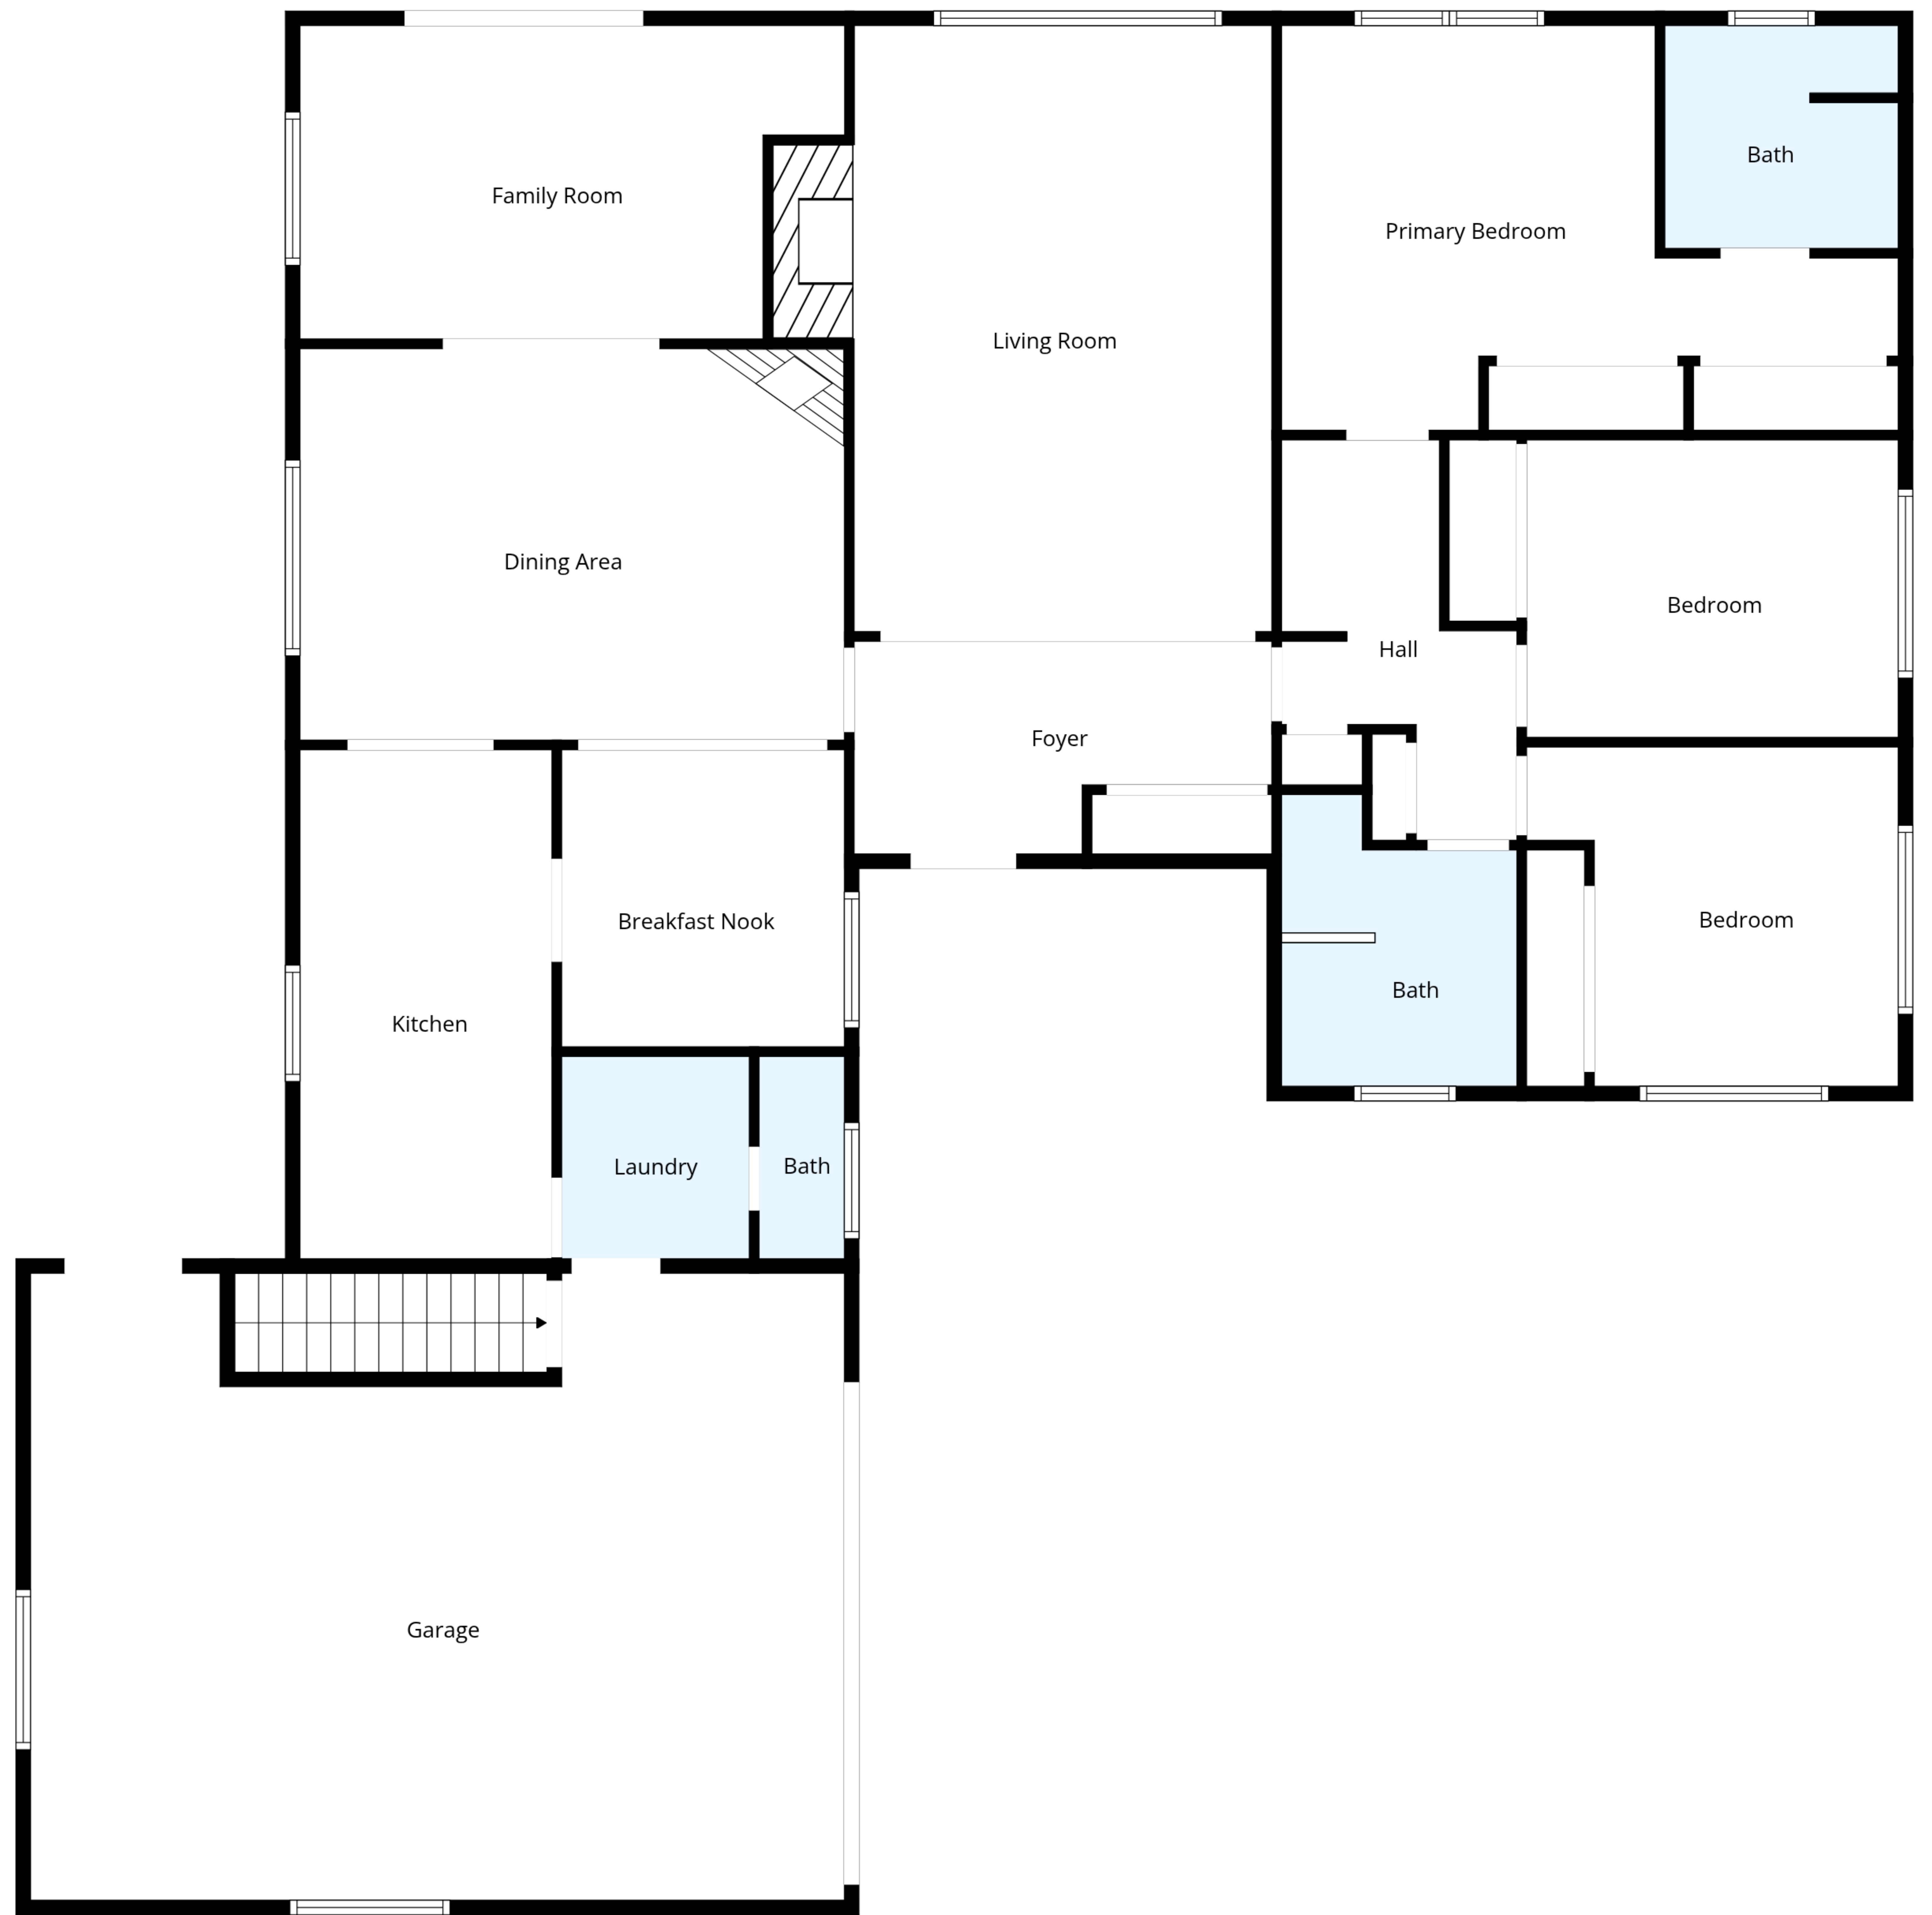 Bath
Family Room
Primary Bedroom
Living Room
Dining Area
Bedroom
Hall
Foyer
Breakfast Nook
Bedroom
Bath
Kitchen
Laundry
Bath
Garage